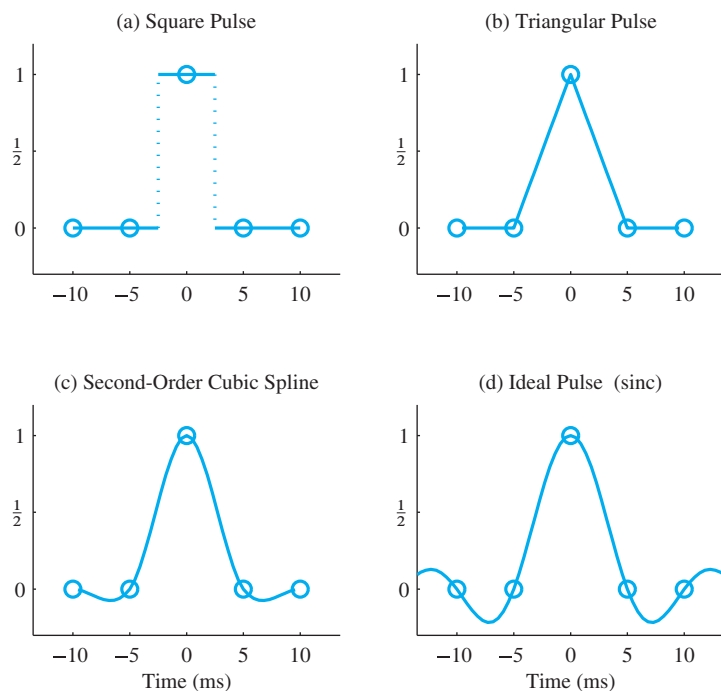 (a) Square Pulse
(b) Triangular Pulse
1
1/2
0
−10 −5 0 5 10
1
1/2
0
−10 −5 0 5 10
(c) Second-Order Cubic Spline
(d) Ideal Pulse (sinc)
1
1/2
0
−10 −5 0 5 10
Time (ms)
1
1/2
0
−10 −5 0 5 10
Time (ms)